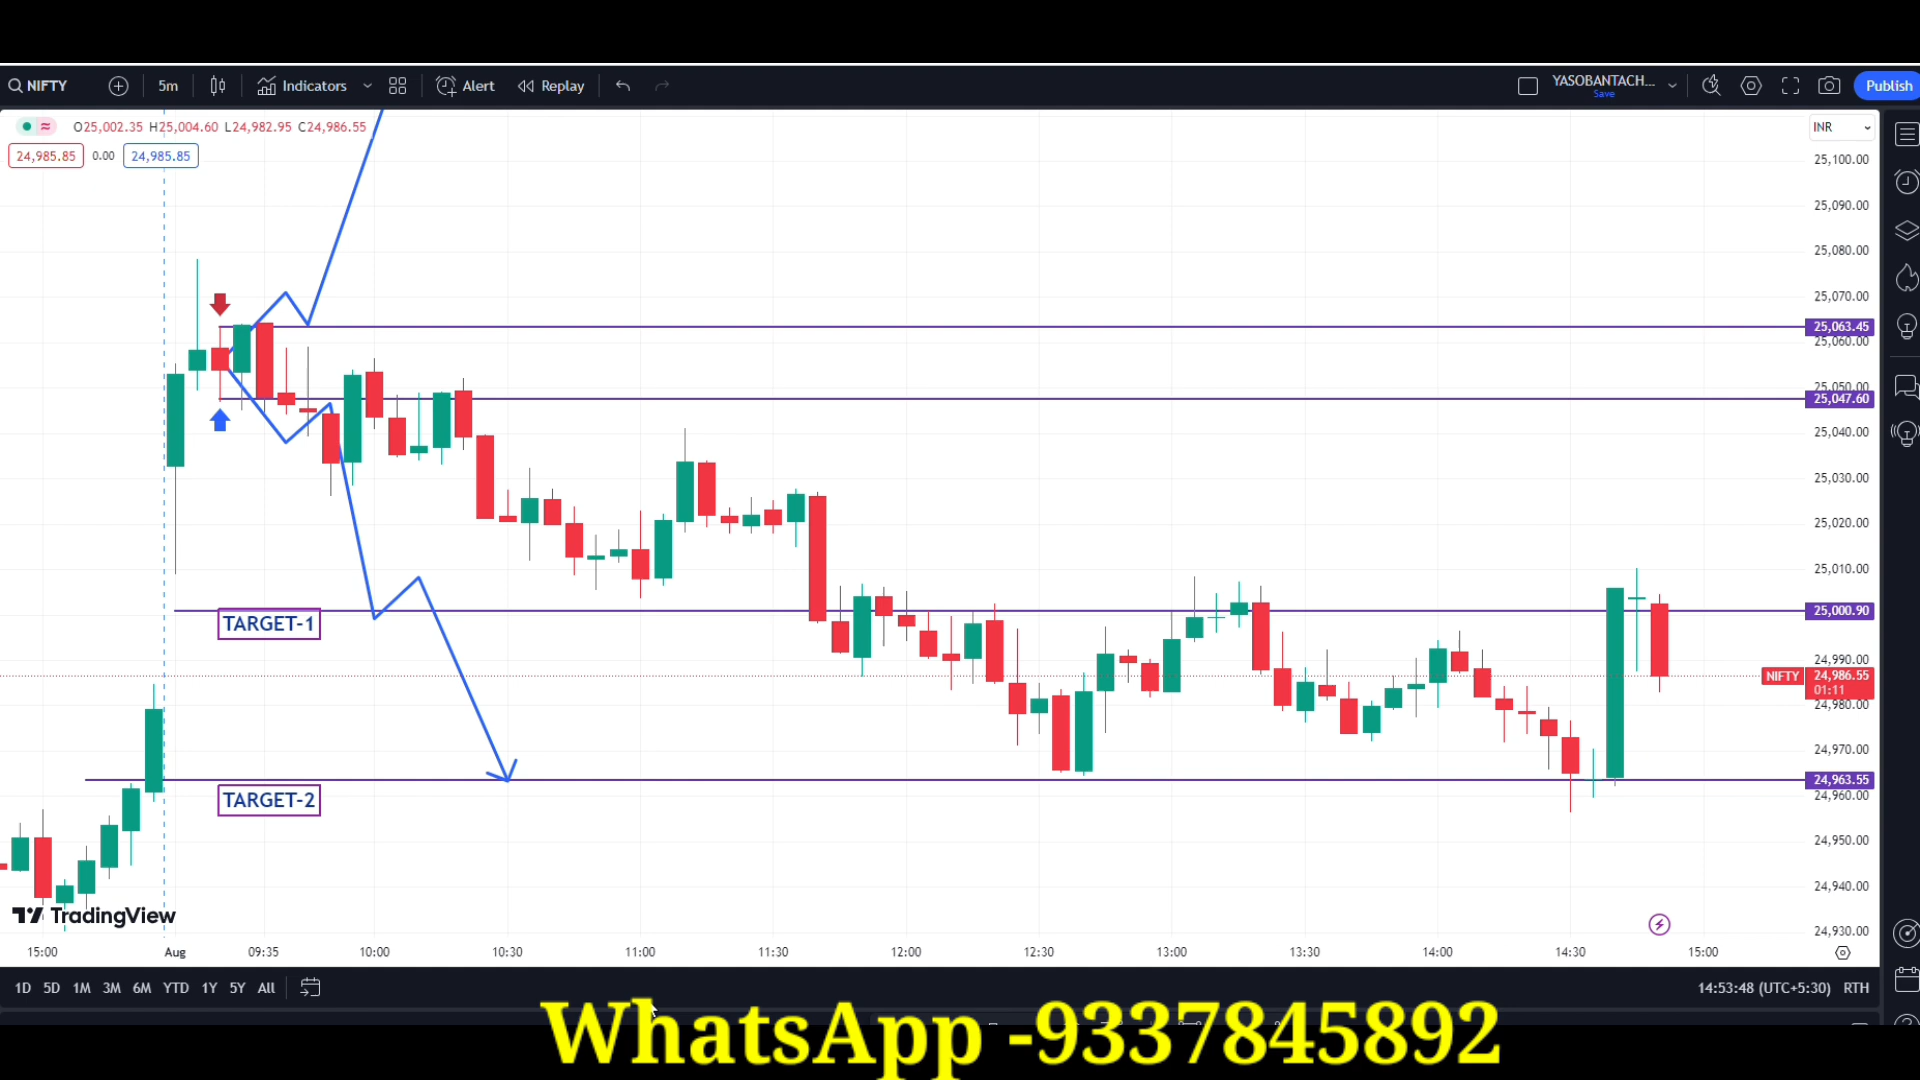 NIFTY
5m
Indicators
Alert
Replay
YASOBANTACH...
Save
Publish
O25,002.35 H25,004.60 L24,982.95 C24,986.55
24,985.85 0.00 24,985.85
INR
25,100.00
25,090.00
25,080.00
25,070.00
25,063.45
25,060.00
25,050.00
25,047.60
25,040.00
25,030.00
25,020.00
25,010.00
25,000.90
24,990.00
NIFTY 24,986.55
01:11
24,980.00
24,970.00
24,963.55
24,960.00
24,950.00
24,940.00
24,930.00
TARGET-1
TARGET-2
TradingView
15:00 Aug 09:35 10:00 10:30 11:00 11:30 12:00 12:30 13:00 13:30 14:00 14:30 15:00
1D 5D 1M 3M 6M YTD 1Y 5Y All
14:53:48 (UTC+5:30) RTH
WhatsApp -9337845892